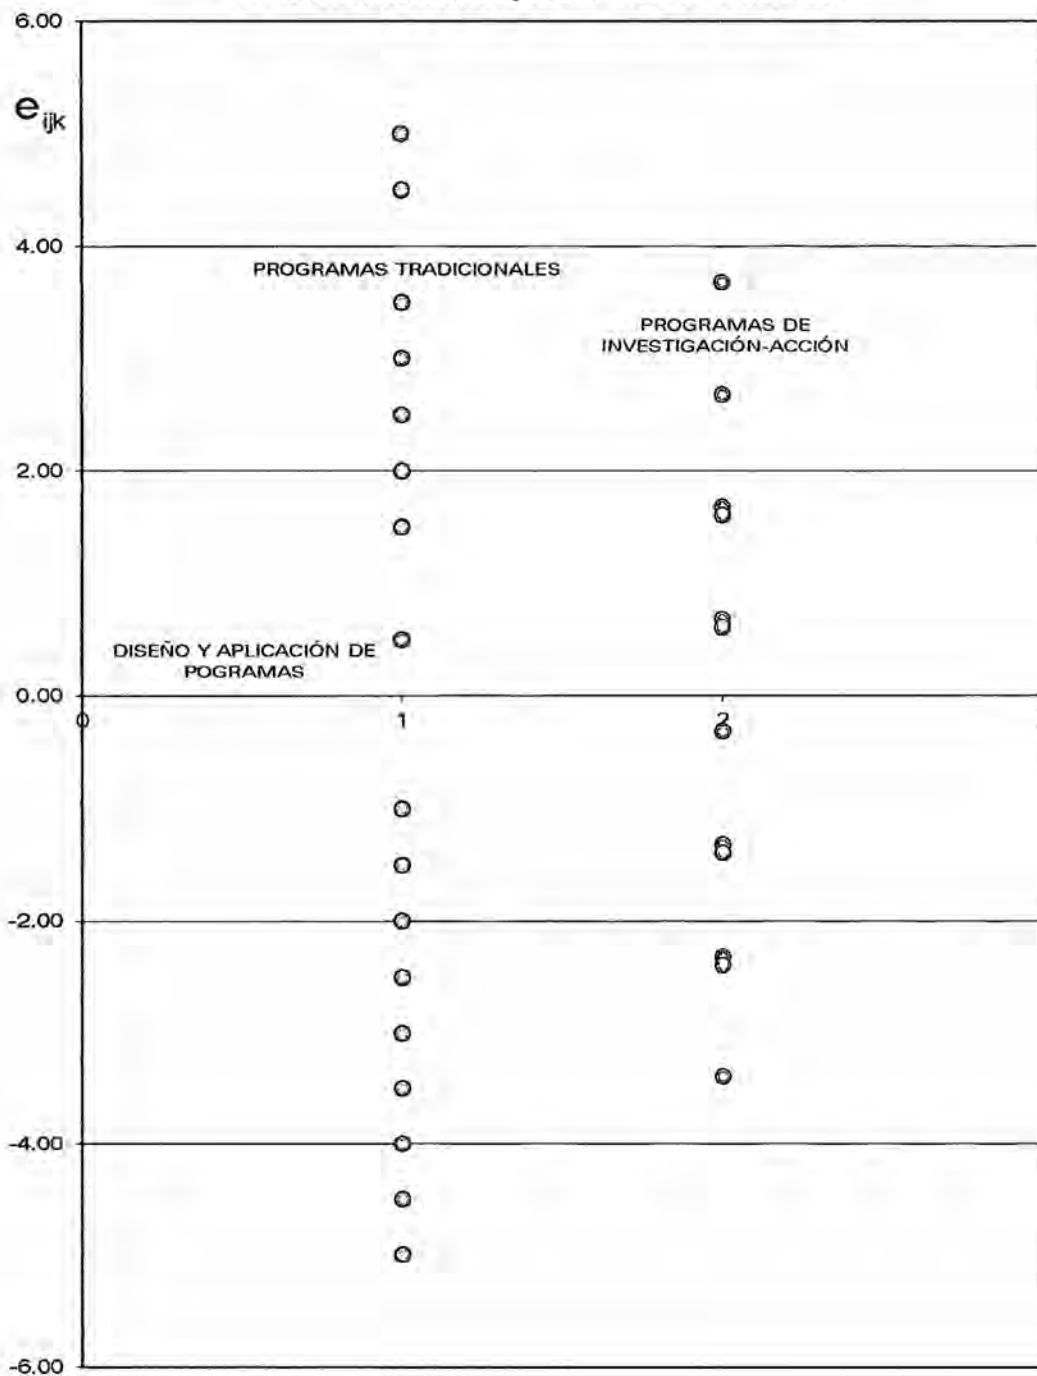 6.00
e ijk
4.00
PROGRAMAS TRADICIONALES
PROGRAMAS DE
INVESTIGACIÓN-ACCIÓN
2.00
DISEÑO Y APLICACIÓN DE
POGRAMAS
0.00
0 1 2
-2.00
-4.00
-6.00